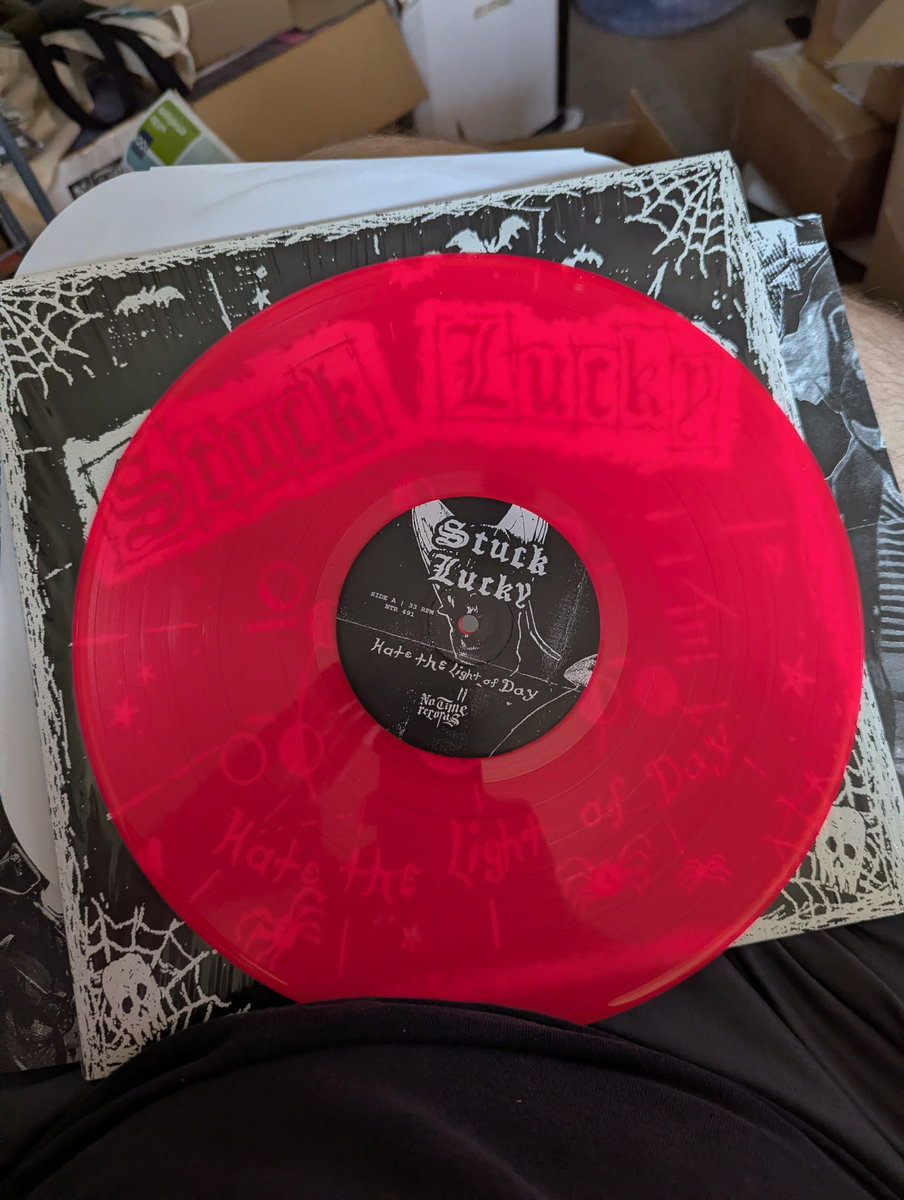 Stuck Lucky
Stuck
Lucky
SIDE A | 33 RPM
NTR 491
Hate the Light of Day
No Time
records
Hate the Light of Day